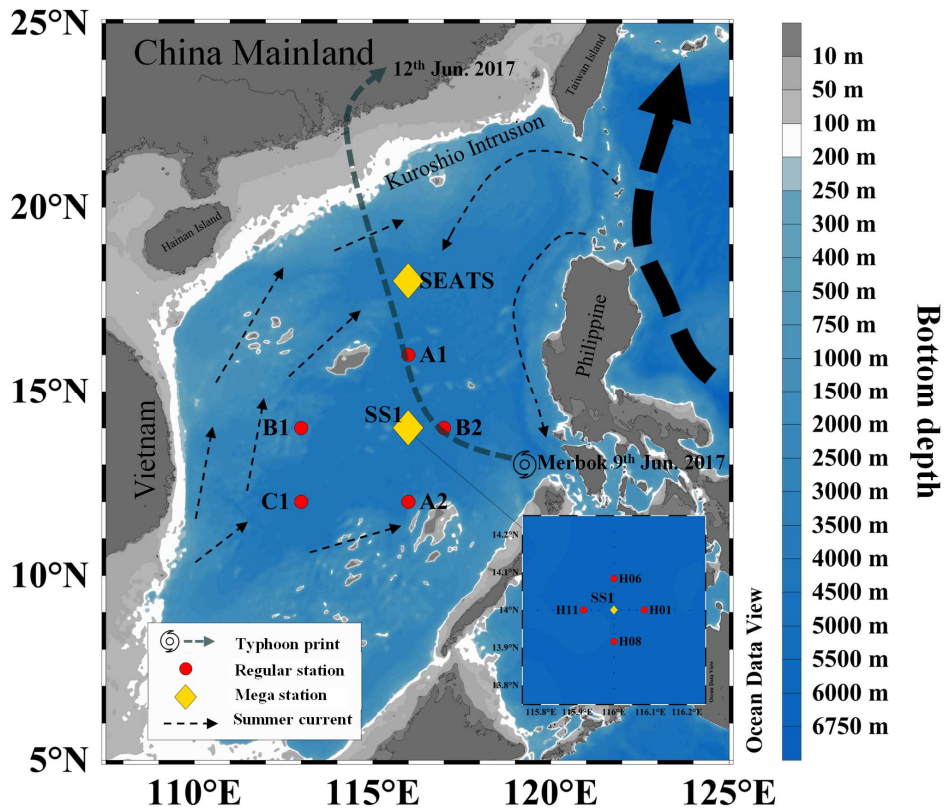 25°N
20°N
15°N
10°N
5°N
110°E
115°E
120°E
125°E
China Mainland
12th Jun. 2017
Taiwan Island
Kuroshio Intrusion
Hainan Island
SEATS
A1
Philippine
SS1
B1
B2
Vietnam
Merbok 9th Jun. 2017
C1
A2
14.2°N
14.1°N
14°N
13.9°N
13.8°N
H06
SS1
H11
H01
H08
115.8°E
115.9°E
116°E
116.1°E
116.2°E
Ocean Data View
Typhoon print
Regular station
Mega station
Summer current
Ocean Data View
10 m
50 m
100 m
200 m
250 m
300 m
400 m
500 m
750 m
1000 m
1500 m
2000 m
2500 m
3000 m
3500 m
4000 m
4500 m
5000 m
5500 m
6000 m
6750 m
Bottom depth